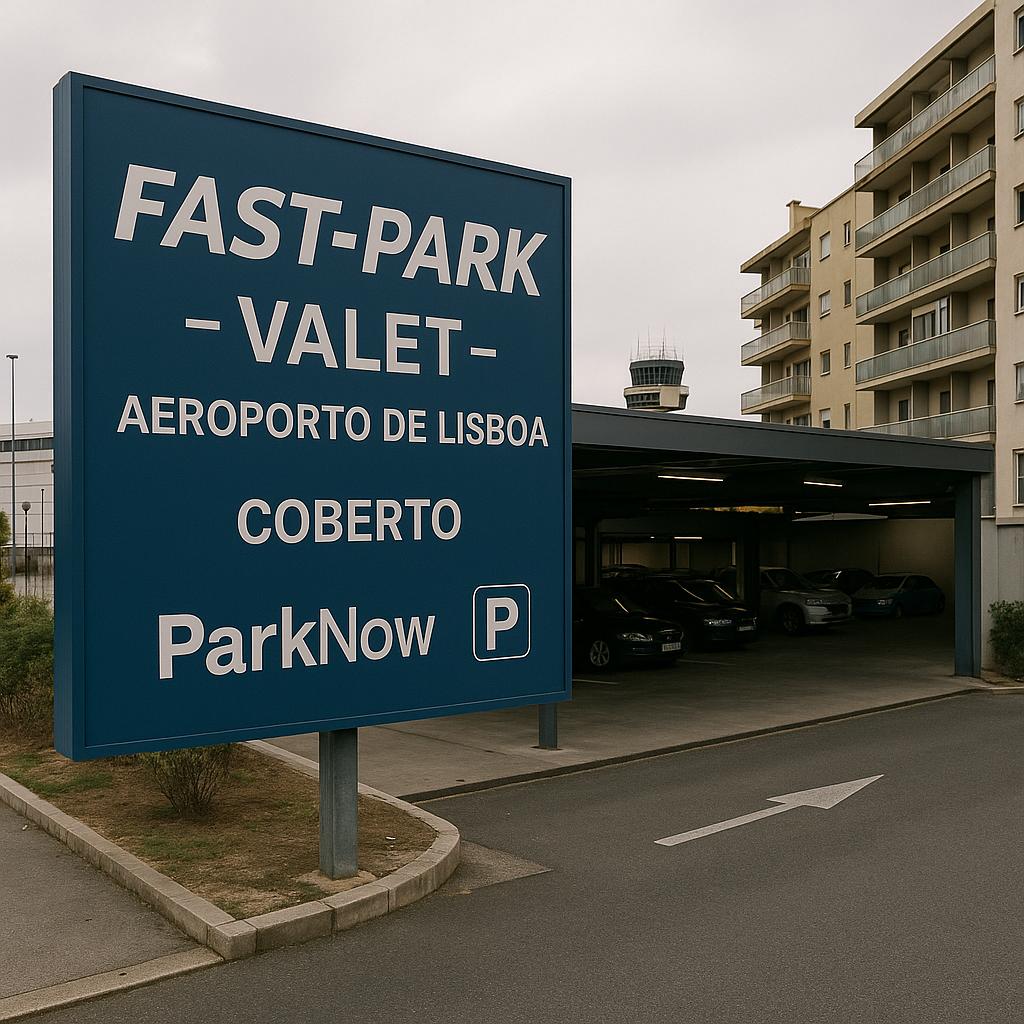 FAST-PARK
– VALET –
AEROPORTO DE LISBOA
COBERTO
ParkNow P